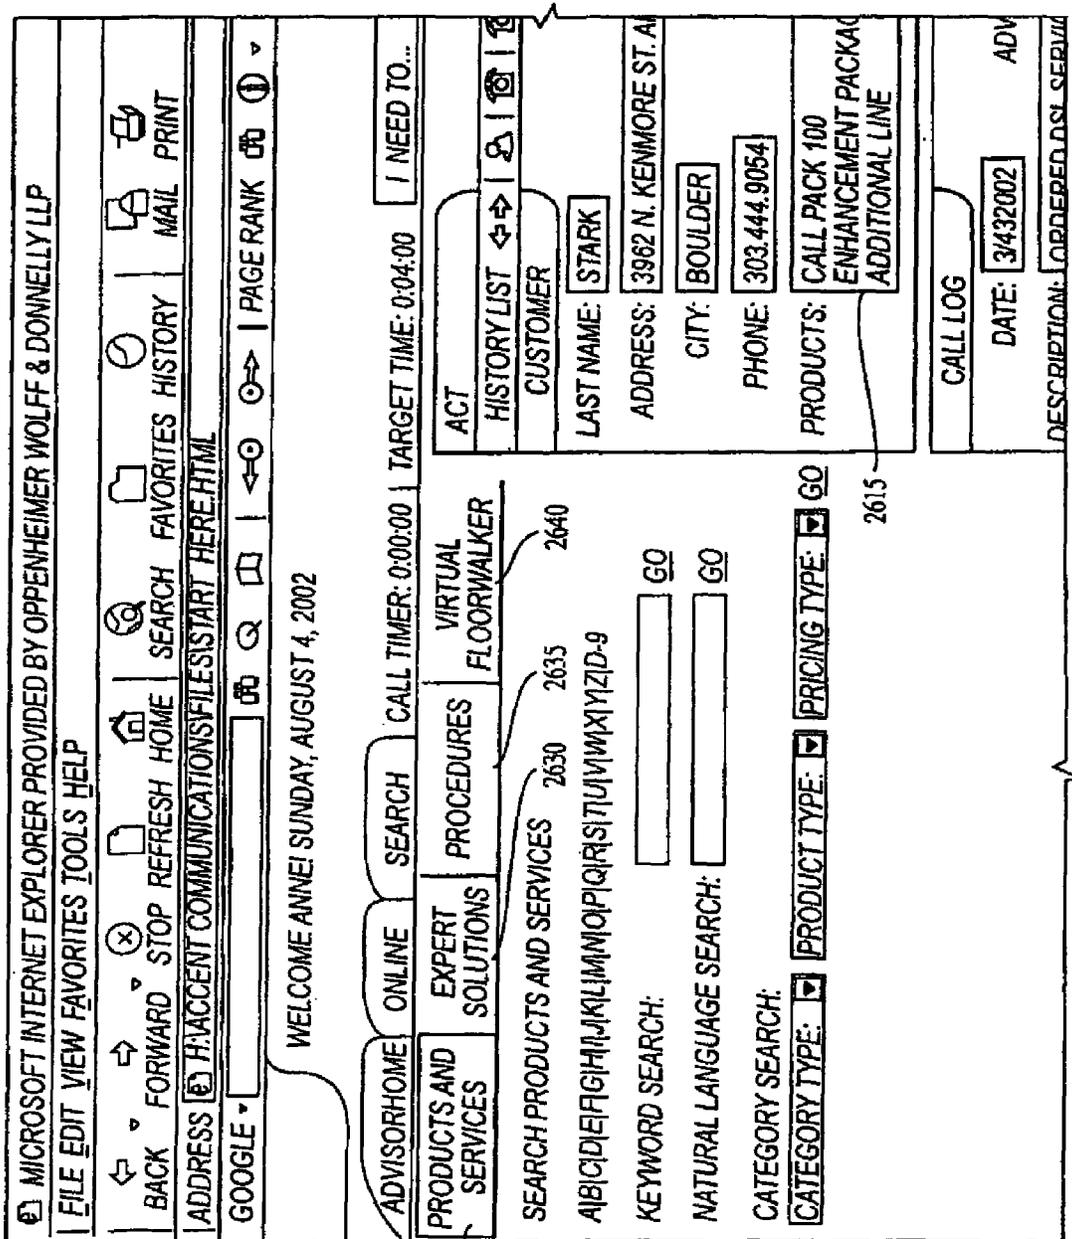 MICROSOFT INTERNET EXPLORER PROVIDED BY OPPENHEIMER WOLFF & DONNELLY LLP
FILE EDIT VIEW FAVORITES TOOLS HELP
BACK FORWARD STOP REFRESH HOME SEARCH FAVORITES HISTORY MAIL PRINT
ADDRESS H:\ACCENT COMMUNICATIONS\FILES\START HERE.HTML
GOOGLE PAGE RANK
WELCOME ANNE! SUNDAY, AUGUST 4, 2002
ADVISORHOME ONLINE SEARCH CALL TIMER: 0:00:00 | TARGET TIME: 0:04:00 I NEED TO...
PRODUCTS AND SERVICES
EXPERT SOLUTIONS
PROCEDURES
VIRTUAL FLOORWALKER
2630
2635
2640
SEARCH PRODUCTS AND SERVICES
A|B|C|D|E|F|G|H|I|J|K|L|M|N|O|P|Q|R|S|T|U|V|W|X|Y|Z|D-9
KEYWORD SEARCH: GO
NATURAL LANGUAGE SEARCH: GO
CATEGORY SEARCH:
CATEGORY TYPE: PRODUCT TYPE: PRICING TYPE: GO
2615
ACT
HISTORY LIST
CUSTOMER
LAST NAME: STARK
ADDRESS: 3962 N. KENMORE ST.
CITY: BOULDER
PHONE: 303.444.9054
PRODUCTS: CALL PACK 100
ENHANCEMENT PACKAG
ADDITIONAL LINE
CALL LOG
DATE: 3/432002 ADV
DESCRIPTION: ORDERED DSL SERVIC